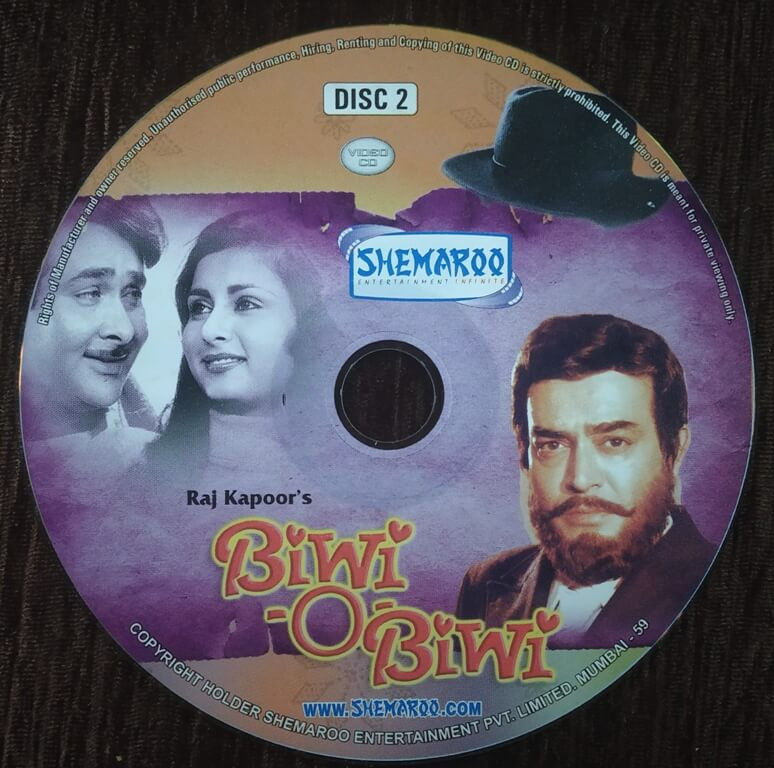 Rights of Manufacturer and owner reserved. Unauthorised public performance, Hiring, Renting and Copying of this Video CD is strictly prohibited. This Video CD is meant for private viewing only.
DISC 2
VIDEO
CD
SHEMAROO
ENTERTAINMENT INFINITE
Raj Kapoor's
BiWi
-O-
BiWi
WWW.SHEMAROO.COM
COPYRIGHT HOLDER SHEMAROO ENTERTAINMENT PVT. LIMITED. MUMBAI - 59